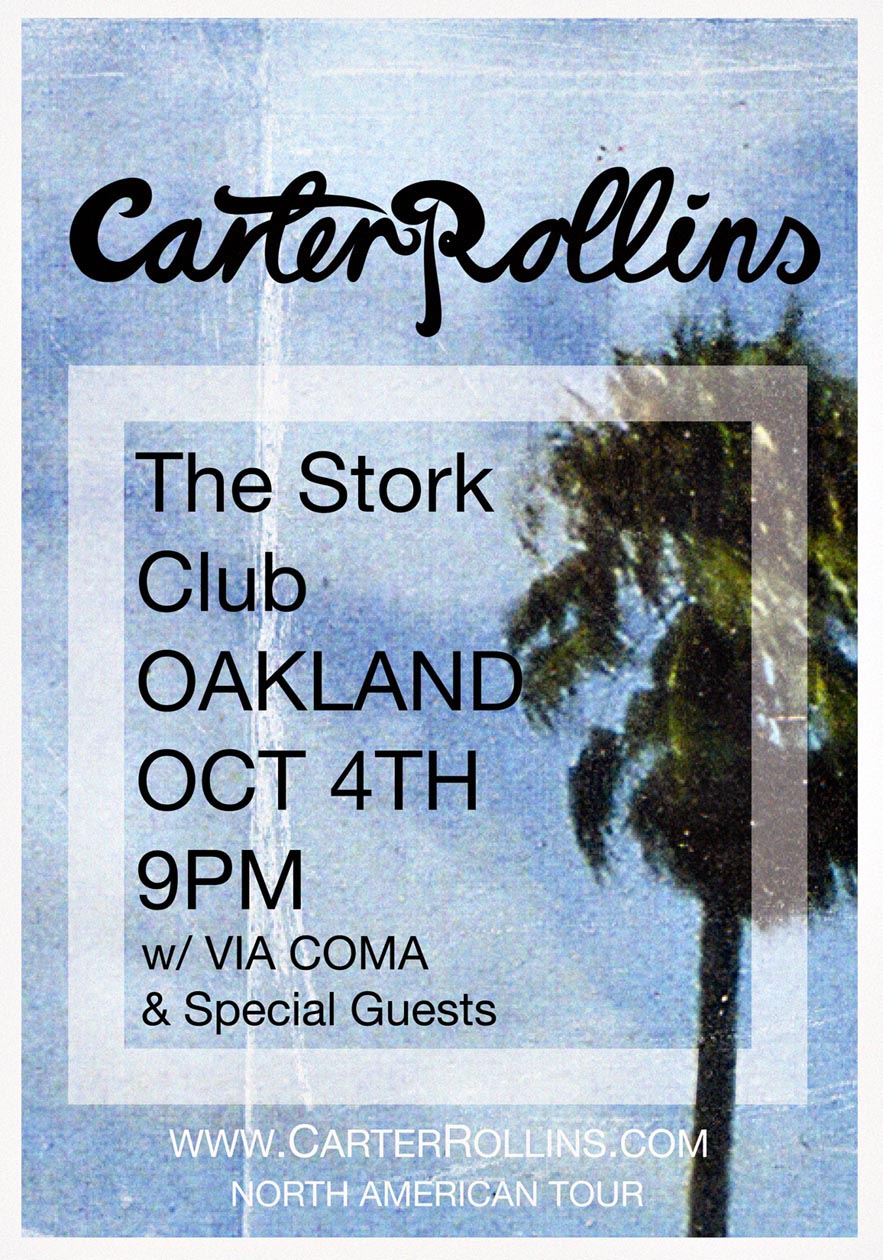 CarterRollins
The Stork
Club
OAKLAND
OCT 4TH
9PM
w/ VIA COMA
& Special Guests
www.CarterRollins.com
NORTH AMERICAN TOUR